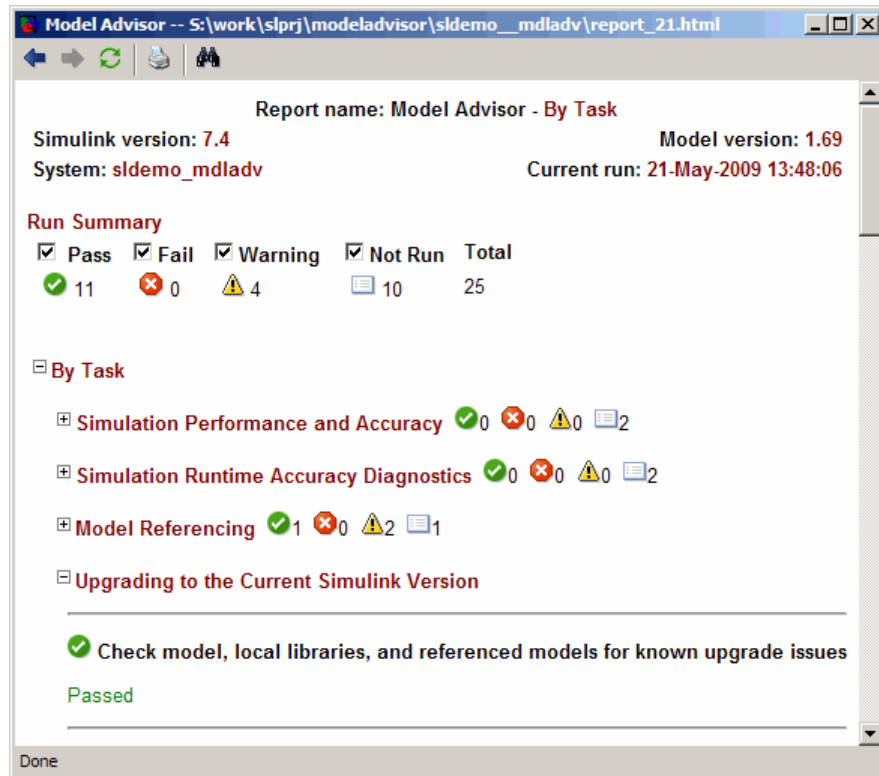 Model Advisor -- S:\work\slprj\modeladvisor\sldemo__mdladv\report_21.html
Report name: Model Advisor - By Task
Simulink version: 7.4 Model version: 1.69
System: sldemo_mdladv Current run: 21-May-2009 13:48:06
Run Summary
Pass Fail Warning Not Run Total
11 0 4 10 25
By Task
Simulation Performance and Accuracy 0 0 0 2
Simulation Runtime Accuracy Diagnostics 0 0 0 2
Model Referencing 1 0 2 1
Upgrading to the Current Simulink Version
Check model, local libraries, and referenced models for known upgrade issues
Passed
Done